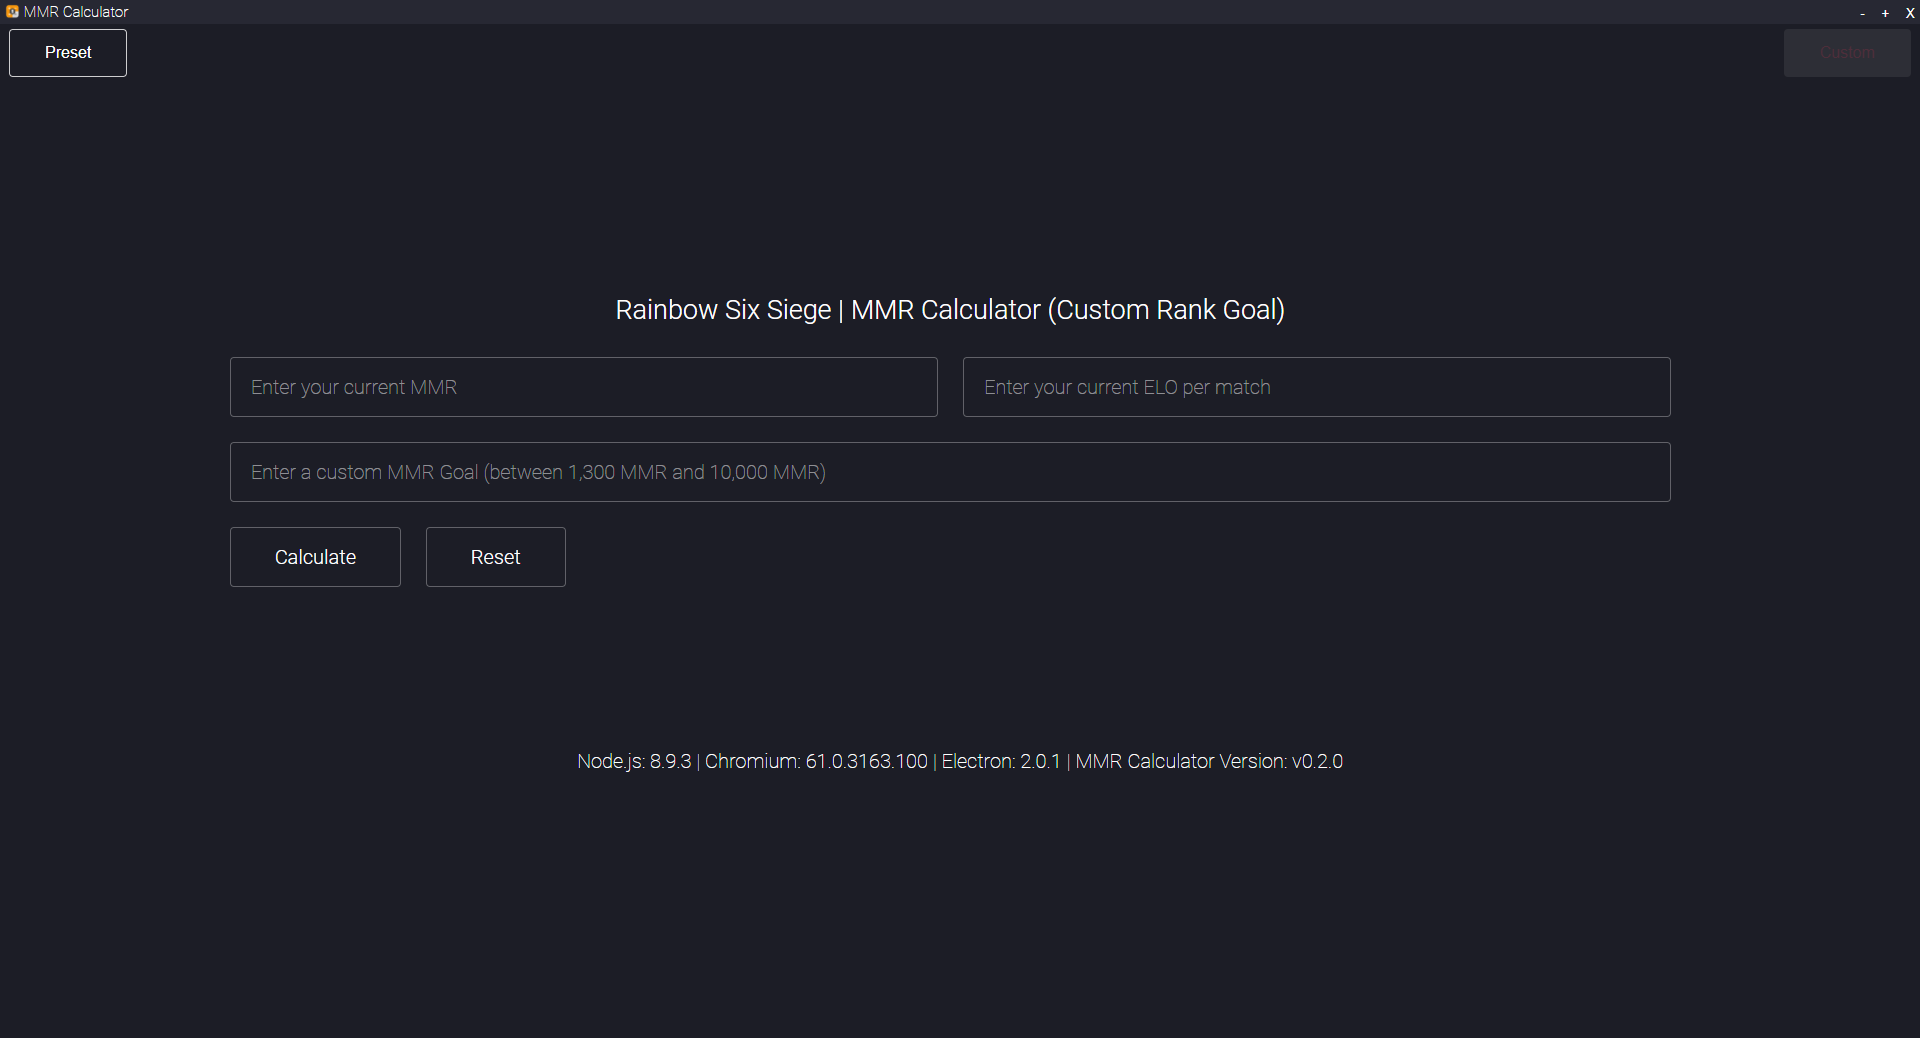 MMR Calculator - + X
Preset Custom
Rainbow Six Siege | MMR Calculator (Custom Rank Goal)
Enter your current MMR Enter your current ELO per match
Enter a custom MMR Goal (between 1,300 MMR and 10,000 MMR)
Calculate Reset
Node.js: 8.9.3 | Chromium: 61.0.3163.100 | Electron: 2.0.1 | MMR Calculator Version: v0.2.0